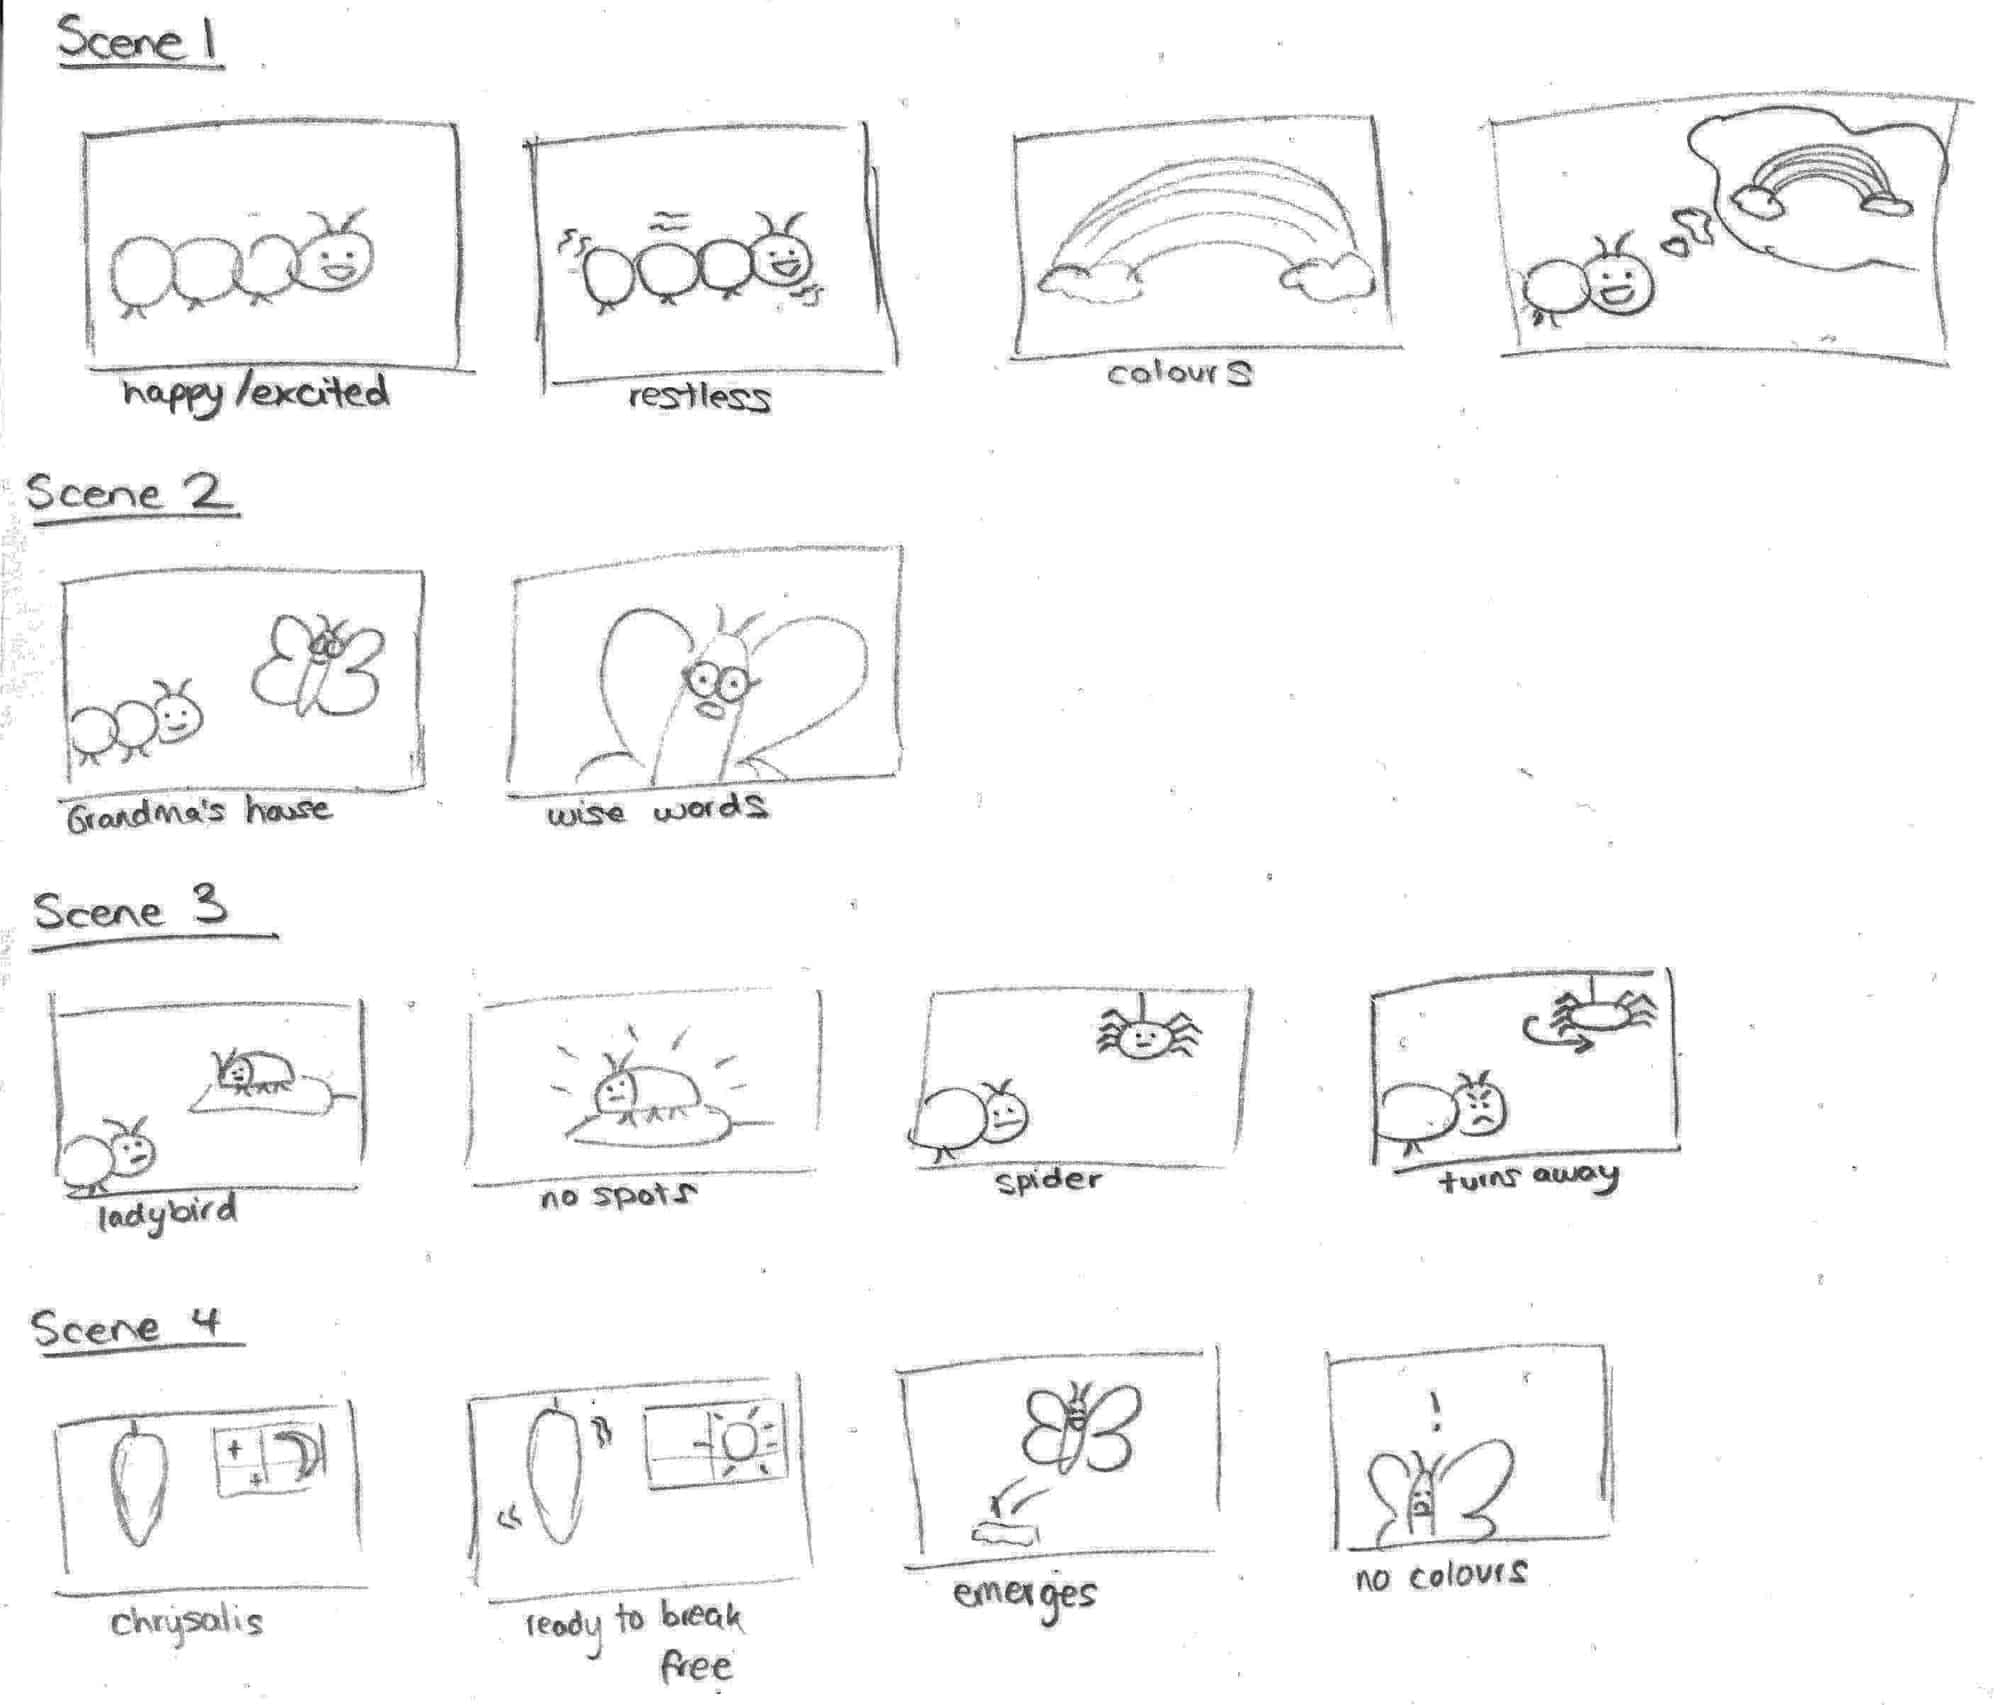 Scene 1
happy/excited
restless
colours
Scene 2
Grandma's house
wise words
Scene 3
ladybird
no spots
spider
turns away
Scene 4
!
chrysalis
ready to break
free
emerges
no colours